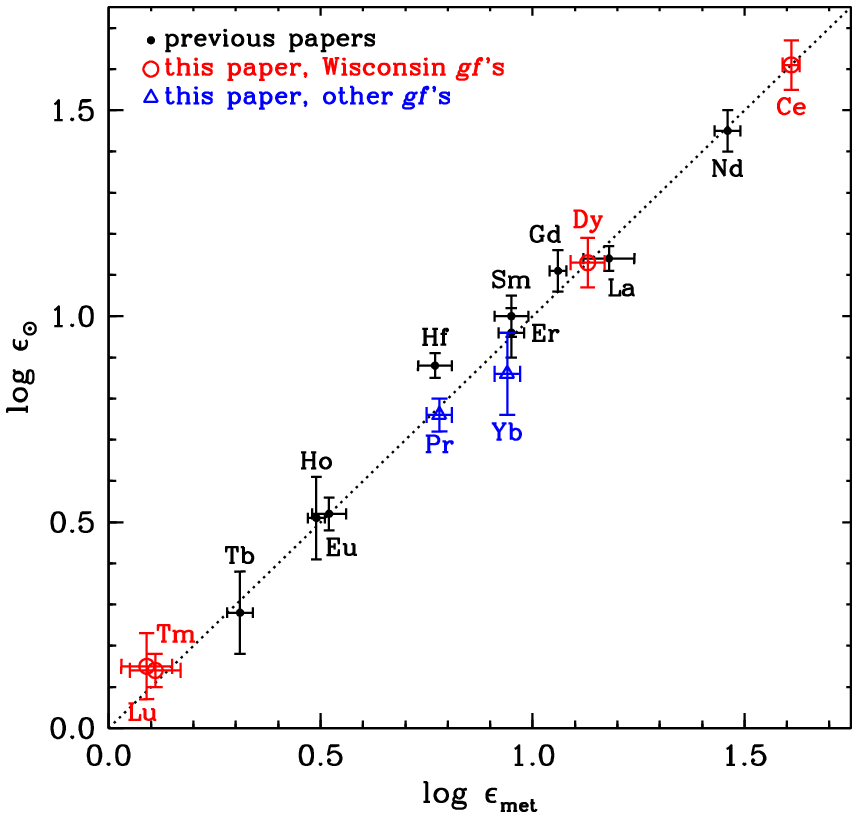 previous papers
this paper, Wisconsin gf's
this paper, other gf's
Ce
1.5
Nd
Dy
Gd
La
Sm
1.0
Er
Hf
Pr
Yb
Ho
0.5
Eu
Tb
Tm
Lu
0.0
0.0 0.5 1.0 1.5
log ϵ⊙
log ϵmet